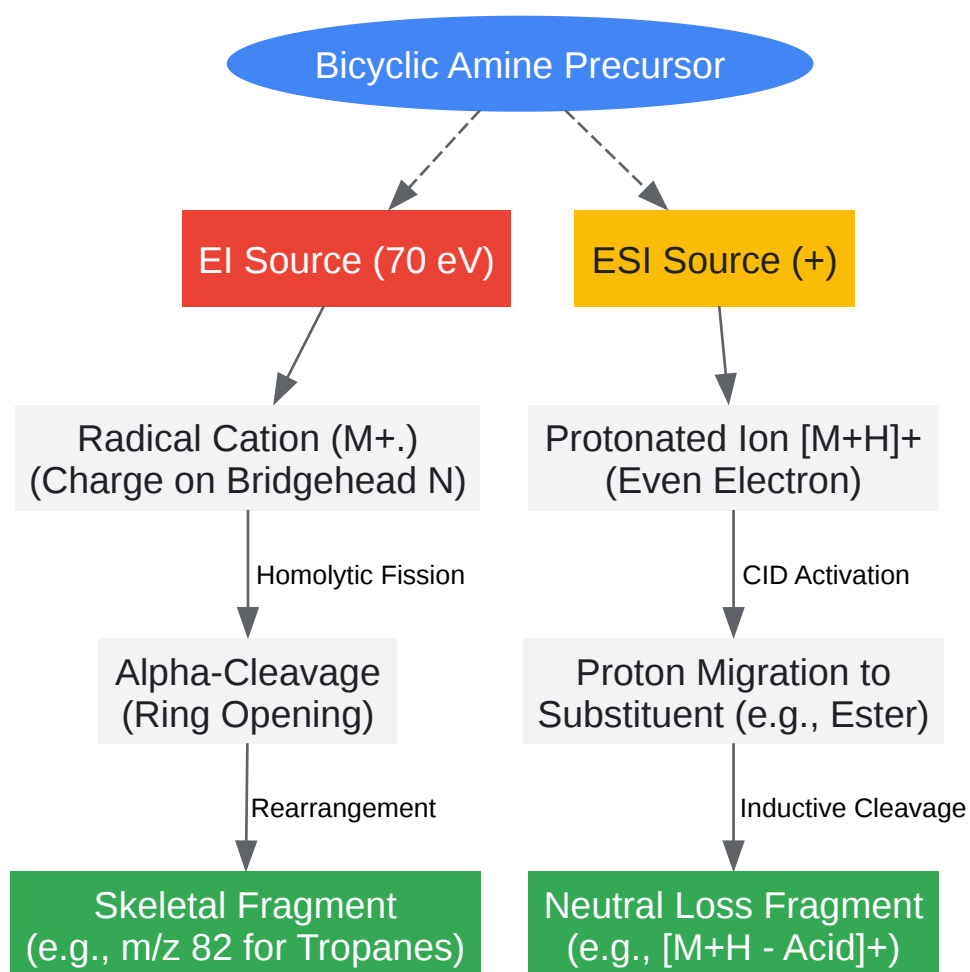 Bicyclic Amine Precursor
EI Source (70 eV)
ESI Source (+)
Radical Cation (M+.)
(Charge on Bridgehead N)
Protonated Ion [M+H]+
(Even Electron)
Homolytic Fission
CID Activation
Alpha-Cleavage
(Ring Opening)
Proton Migration to
Substituent (e.g., Ester)
Rearrangement
Inductive Cleavage
Skeletal Fragment
(e.g., m/z 82 for Tropanes)
Neutral Loss Fragment
(e.g., [M+H - Acid]+)